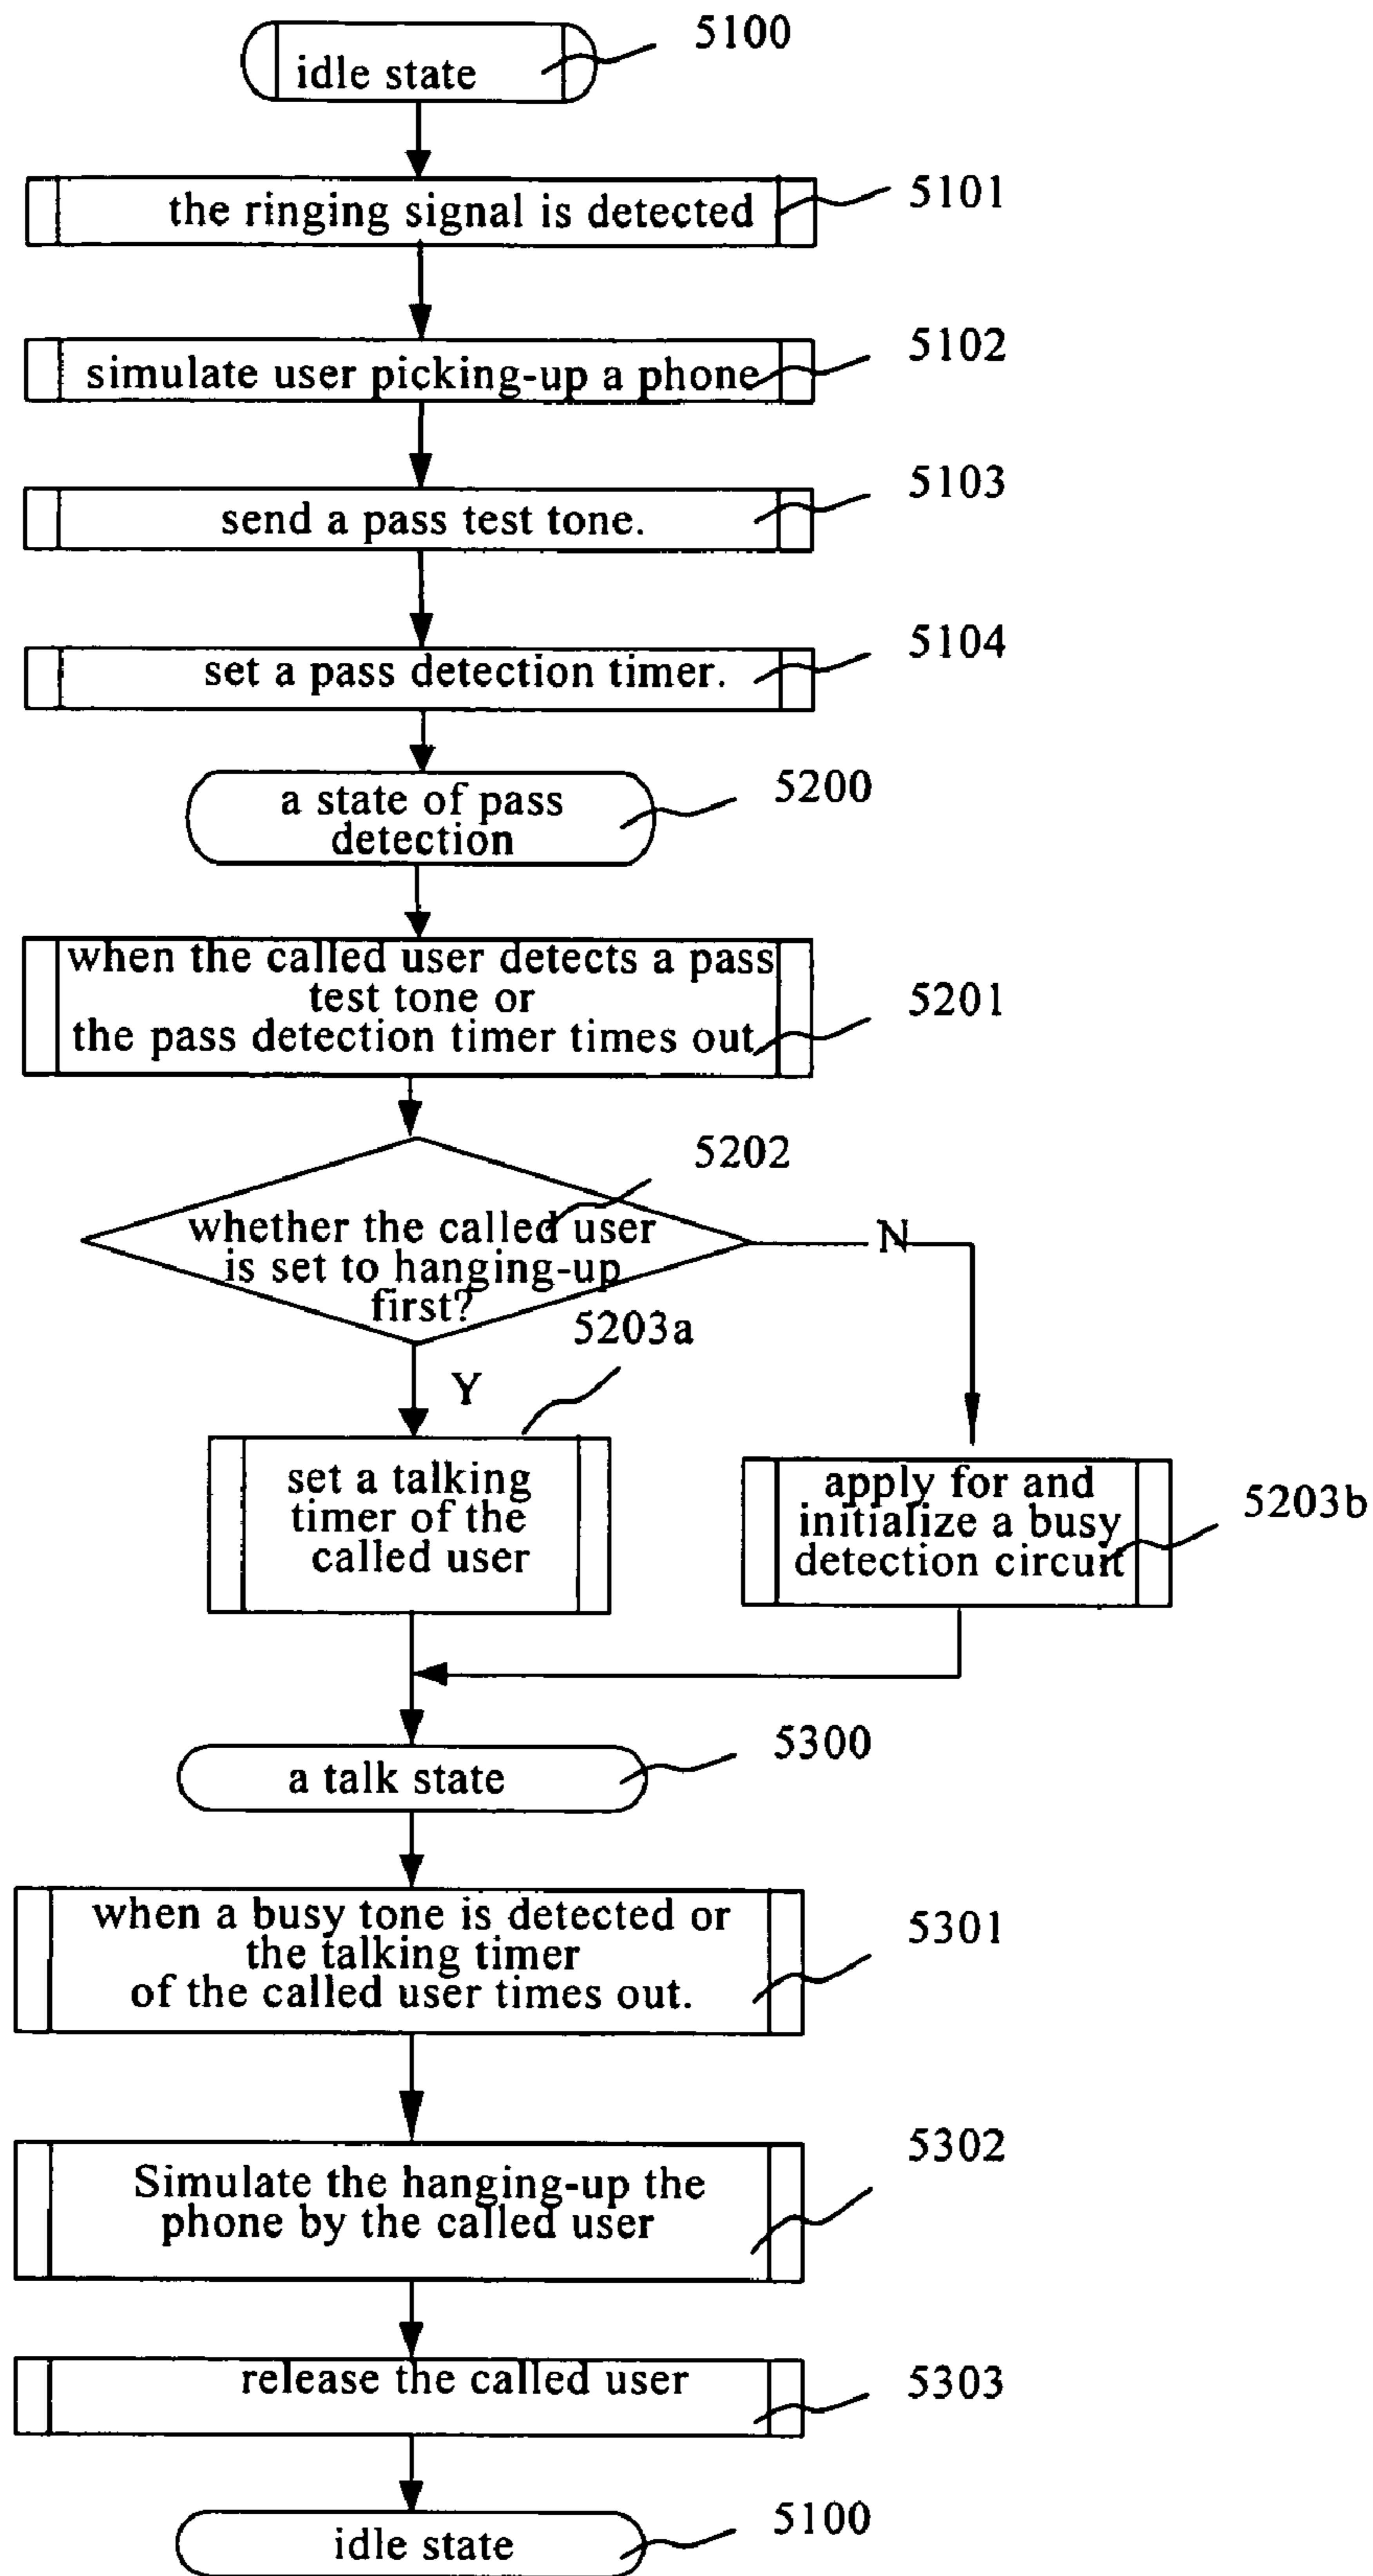 5100
idle state
5101
the ringing signal is detected
5102
simulate user picking-up a phone
5103
send a pass test tone.
5104
set a pass detection timer.
5200
a state of pass
detection
when the called user detects a pass
test tone or
the pass detection timer times out
5201
5202
whether the called user
is set to hanging-up
first?
N
5203a
Y
set a talking
timer of the
called user
apply for and
initialize a busy
detection circuit
5203b
5300
a talk state
when a busy tone is detected or
the talking timer
of the called user times out.
5301
5302
Simulate the hanging-up the
phone by the called user
release the called user
5303
5100
idle state